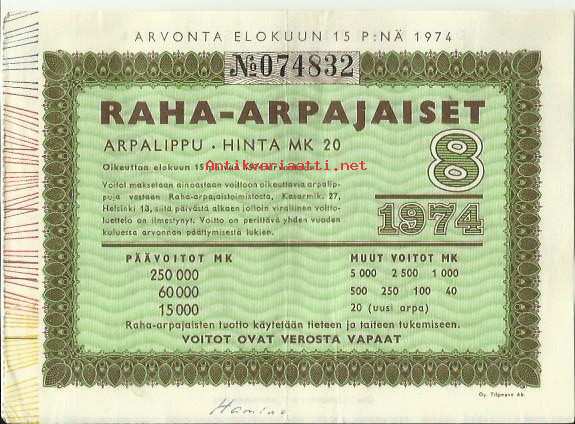 ARVONTA ELOKUUN 15 P:NÄ 1974
№ 074832
RAHA-ARPAJAISET
ARPALIPPU · HINTA MK 20
8
Oikeuttaa elokuun 15
Antikvariaatti.net
Voitot maksetaan ainoastaan voittoon oikeuttavia arpalip-
puja vastaan Raha-arpajaistoimistosta, Kasarmik. 27,
Helsinki 13, siitä päivästä alkaen jolloin virallinen voitto-
luettelo on ilmestynyt. Voitto on perittävä yhden vuoden
kuluessa arvonnan päättymisestä lukien.
1974
PÄÄVOITOT MK
250 000
60 000
15 000
MUUT VOITOT MK
5 000 2 500 1 000
500 250 100 40
20 (uusi arpa)
Raha-arpajaisten tuotto käytetään tieteen ja taiteen tukemiseen.
VOITOT OVAT VEROSTA VAPAAT
Oy. Tilgmann Ab.
Hamina